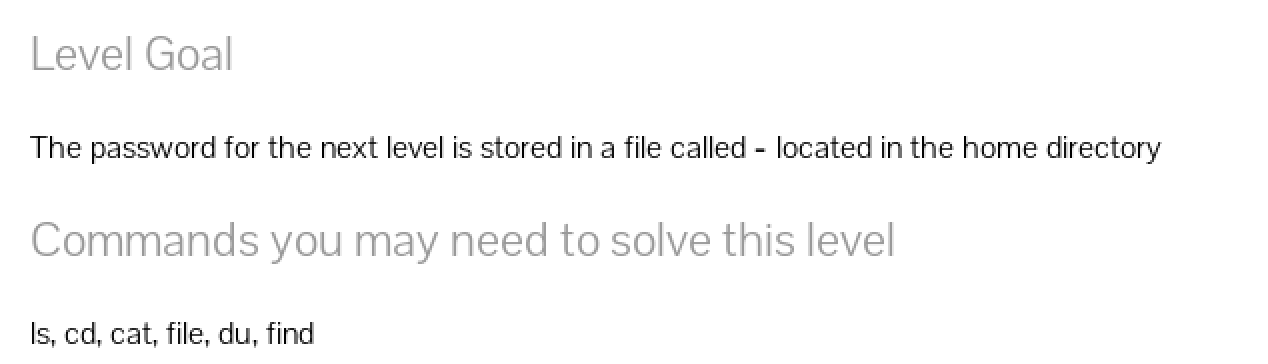 Level Goal
The password for the next level is stored in a file called - located in the home directory
Commands you may need to solve this level
ls, cd, cat, file, du, find